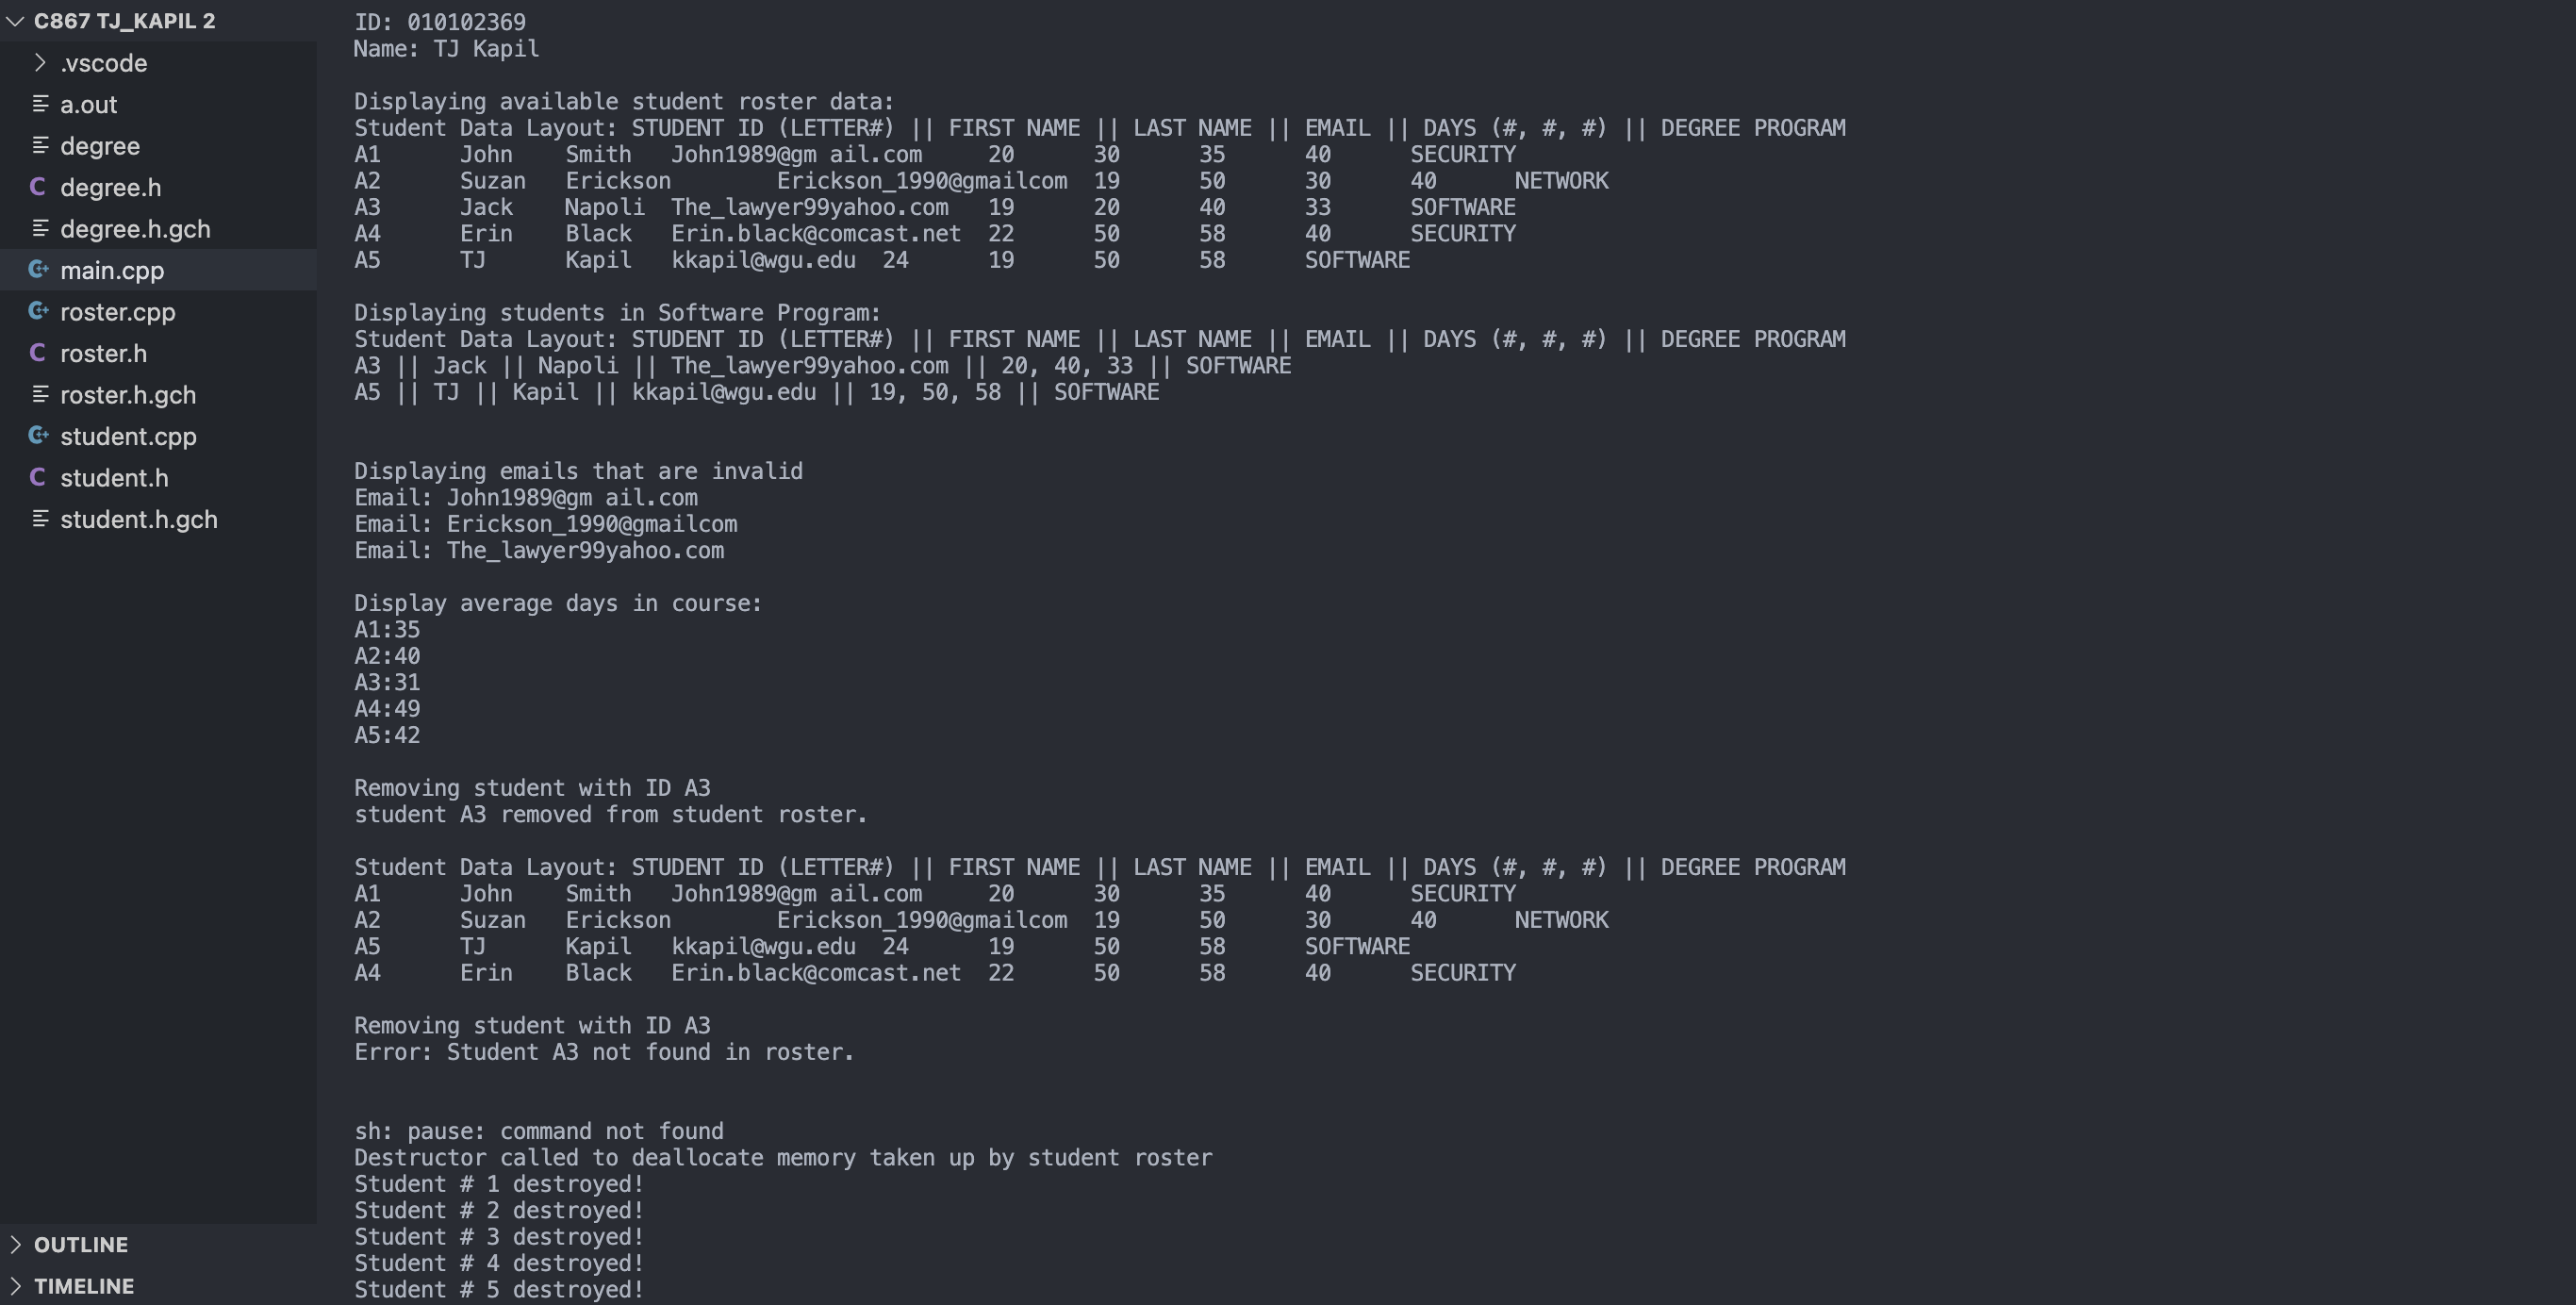 C867 TJ_KAPIL 2
.vscode
a.out
degree
degree.h
degree.h.gch
main.cpp
roster.cpp
roster.h
roster.h.gch
student.cpp
student.h
student.h.gch
OUTLINE
TIMELINE
ID: 010102369
Name: TJ Kapil
Displaying available student roster data:
Student Data Layout: STUDENT ID (LETTER#) || FIRST NAME || LAST NAME || EMAIL || DAYS (#, #, #) || DEGREE PROGRAM
A1 John Smith John1989@gm ail.com 20 30 35 40 SECURITY
A2 Suzan Erickson Erickson_1990@gmailcom 19 50 30 40 NETWORK
A3 Jack Napoli The_lawyer99yahoo.com 19 20 40 33 SOFTWARE
A4 Erin Black Erin.black@comcast.net 22 50 58 40 SECURITY
A5 TJ Kapil kkapil@wgu.edu 24 19 50 58 SOFTWARE
Displaying students in Software Program:
Student Data Layout: STUDENT ID (LETTER#) || FIRST NAME || LAST NAME || EMAIL || DAYS (#, #, #) || DEGREE PROGRAM
A3 || Jack || Napoli || The_lawyer99yahoo.com || 20, 40, 33 || SOFTWARE
A5 || TJ || Kapil || kkapil@wgu.edu || 19, 50, 58 || SOFTWARE
Displaying emails that are invalid
Email: John1989@gm ail.com
Email: Erickson_1990@gmailcom
Email: The_lawyer99yahoo.com
Display average days in course:
A1:35
A2:40
A3:31
A4:49
A5:42
Removing student with ID A3
student A3 removed from student roster.
Student Data Layout: STUDENT ID (LETTER#) || FIRST NAME || LAST NAME || EMAIL || DAYS (#, #, #) || DEGREE PROGRAM
A1 John Smith John1989@gm ail.com 20 30 35 40 SECURITY
A2 Suzan Erickson Erickson_1990@gmailcom 19 50 30 40 NETWORK
A5 TJ Kapil kkapil@wgu.edu 24 19 50 58 SOFTWARE
A4 Erin Black Erin.black@comcast.net 22 50 58 40 SECURITY
Removing student with ID A3
Error: Student A3 not found in roster.
sh: pause: command not found
Destructor called to deallocate memory taken up by student roster
Student # 1 destroyed!
Student # 2 destroyed!
Student # 3 destroyed!
Student # 4 destroyed!
Student # 5 destroyed!